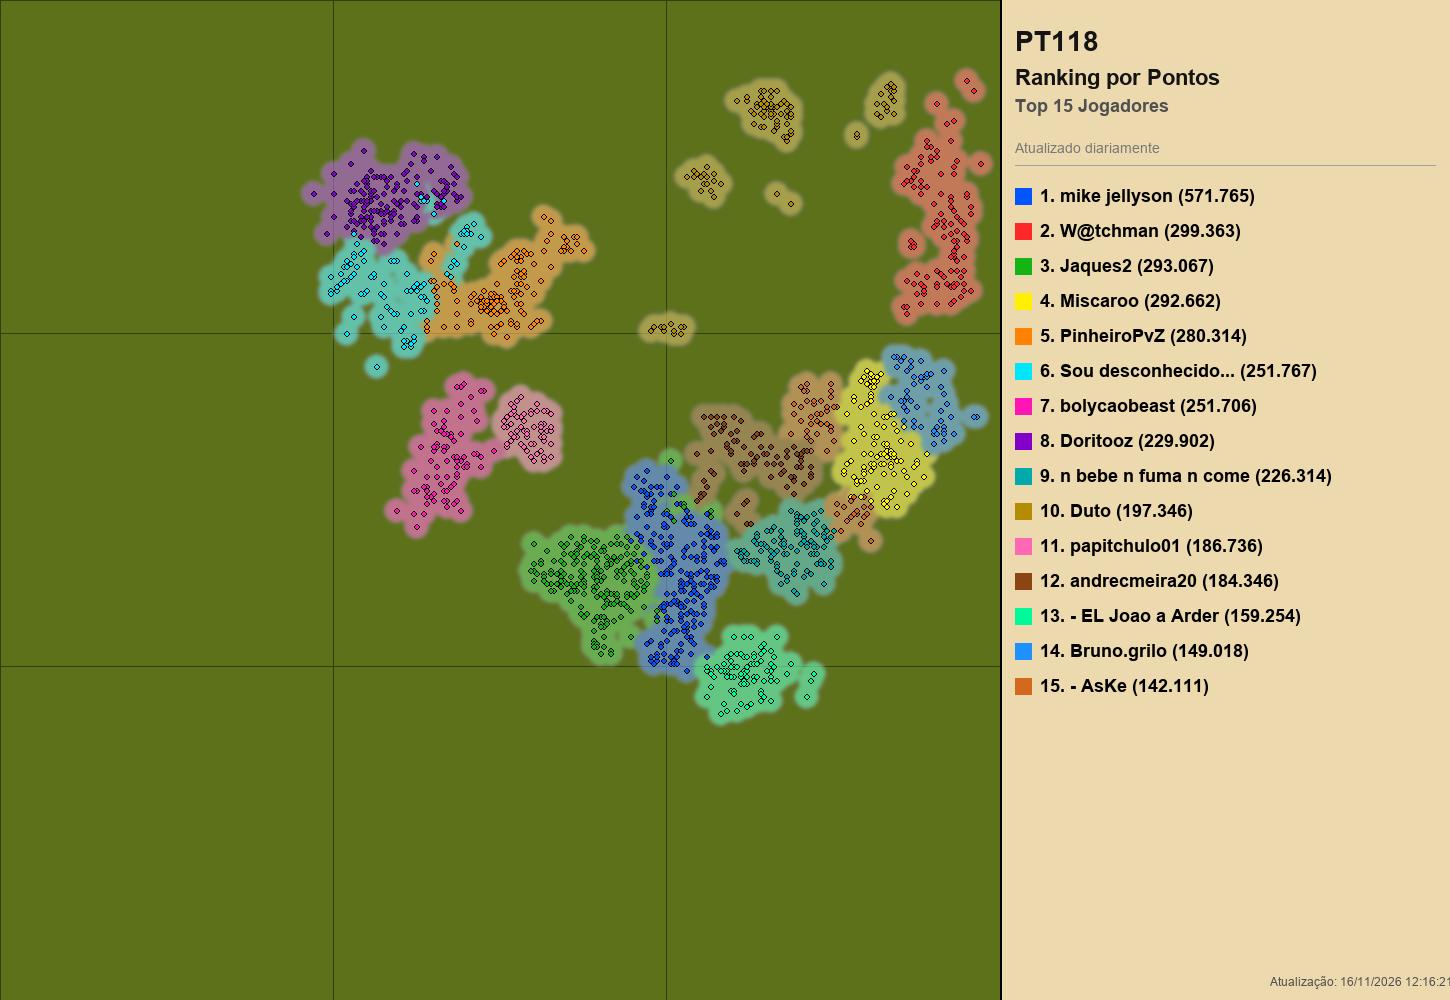 PT118
Ranking por Pontos
Top 15 Jogadores
Atualizado diariamente
1. mike jellyson (571.765)
2. W@tchman (299.363)
3. Jaques2 (293.067)
4. Miscaroo (292.662)
5. PinheiroPvZ (280.314)
6. Sou desconhecido... (251.767)
7. bolycaobeast (251.706)
8. Doritooz (229.902)
9. n bebe n fuma n come (226.314)
10. Duto (197.346)
11. papitchulo01 (186.736)
12. andrecmeira20 (184.346)
13. - EL Joao a Arder (159.254)
14. Bruno.grilo (149.018)
15. - AsKe (142.111)
Atualização: 16/11/2026 12:16:21